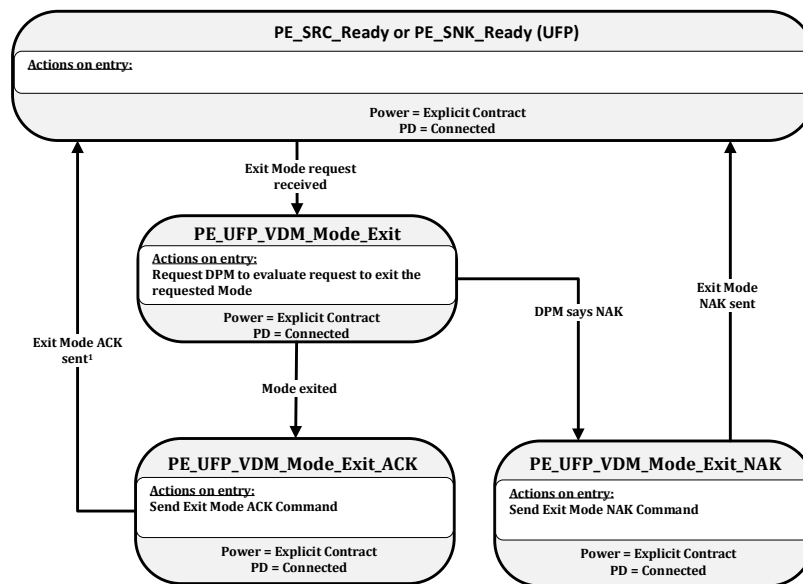 PE_SRC_Ready or PE_SNK_Ready (UFP)
Actions on entry:
Power = Explicit Contract
PD = Connected
Exit Mode request
received
PE_UFP_VDM_Mode_Exit
Actions on entry:
Request DPM to evaluate request to exit the
requested Mode
Power = Explicit Contract
PD = Connected
Exit Mode
NAK sent
DPM says NAK
Exit Mode ACK
sent¹
Mode exited
PE_UFP_VDM_Mode_Exit_ACK
Actions on entry:
Send Exit Mode ACK Command
Power = Explicit Contract
PD = Connected
PE_UFP_VDM_Mode_Exit_NAK
Actions on entry:
Send Exit Mode NAK Command
Power = Explicit Contract
PD = Connected